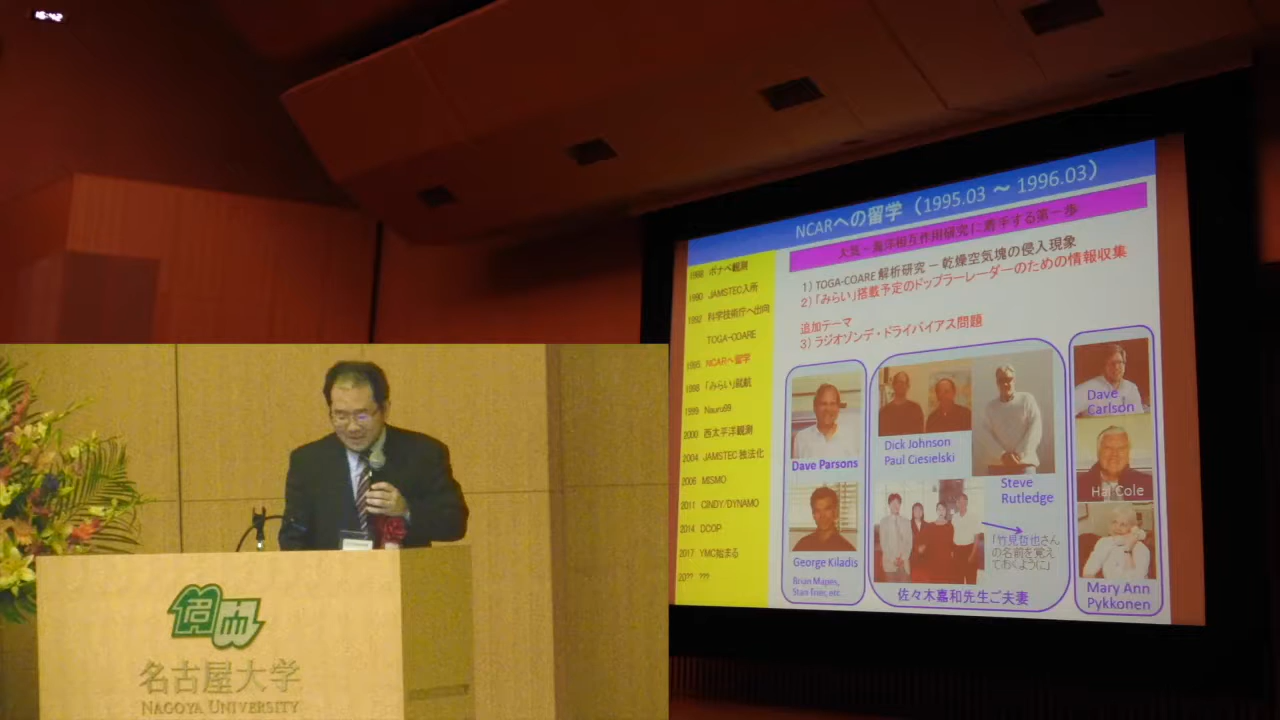 16:42
NCARへの留学（1995.03 ～ 1996.03）
大気－海洋相互作用研究に着手する第一歩
1）TOGA-COARE 解析研究 － 乾燥空気塊の侵入現象
2）「みらい」搭載予定のドップラーレーダーのための情報収集
追加テーマ
3）ラジオゾンデ・ドライバイアス問題
1988 ポナペ観測
1990 JAMSTEC入所
1992 科学技術庁へ出向
TOGA-COARE
1995 NCARへ留学
1998 「みらい」就航
1999 Nauru99
2000 西太平洋観測
2004 JAMSTEC 独法化
2006 MISMO
2011 CINDY/DYNAMO
2014 DCOP
2017 YMC始まる
20?? ???
Dave Parsons
George Kiladis
Brian Mapes,
Stan Trier, etc
Dick Johnson
Paul Ciesielski
Steve
Rutledge
「竹見哲也さん
の名前を覚え
ておくように」
佐々木嘉和先生ご夫妻
Dave
Carlson
Hal Cole
Mary Ann
Pykkonen
名大
名古屋大学
NAGOYA UNIVERSITY